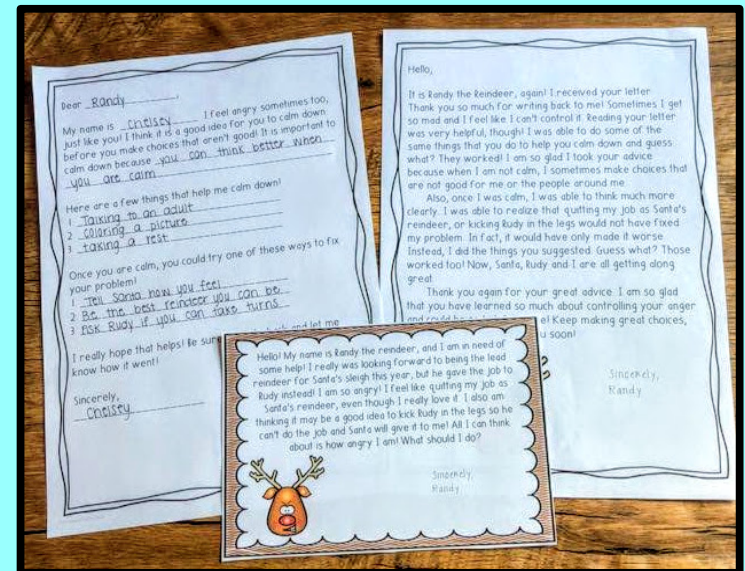 Dear Randy,
My name is Chelsey. I feel angry sometimes too,
just like you! I think it is a good idea for you to calm down
before you make choices that aren't good! It is important to
calm down because you can think better when
you are calm
Here are a few things that help me calm down!
1 Talking to an adult
2 coloring a picture
3 taking a rest
Once you are calm, you could try one of these ways to fix
your problem!
1 Tell Santa how you feel
2 Be the best reindeer you can be
3 Ask Rudy if you can take turns
I really hope that helps! Be sure and let me
know how it went!
Sincerely,
Chelsey
Hello,
It is Randy the Reindeer, again! I received your letter
Thank you so much for writing back to me! Sometimes I get
so mad and I feel like I can't control it. Reading your letter
was very helpful, though! I was able to do some of the
same things that you do to help you calm down and guess
what? They worked! I am so glad I took your advice
because when I am not calm, I sometimes make choices that
are not good for me or the people around me
Also, once I was calm, I was able to think much more
clearly. I was able to realize that quitting my job as Santa's
reindeer, or kicking Rudy in the legs would not have fixed
my problem. In fact, it would have only made it worse
Instead, I did the things you suggested. Guess what? Those
worked too! Now, Santa, Rudy and I are all getting along
great
Thank you again for your great advice. I am so glad
that you have learned so much about controlling your anger
and could
e! Keep making great choices,
u soon!
Sincerely,
Randy
Hello! My name is Randy the reindeer, and I am in need of
some help! I really was looking forward to being the lead
reindeer for Santa's sleigh this year, but he gave the job to
Rudy instead! I am so angry! I feel like quitting my job as
Santa's reindeer, even though I really love it. I also am
thinking it may be a good idea to kick Rudy in the legs so he
can't do the job and Santa will give it to me! All I can think
about is how angry I am! What should I do?
Sincerely,
Randy